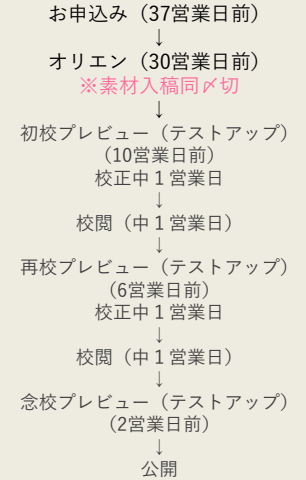 お申込み（37営業日前）
↓
オリエン（30営業日前）
※素材入稿同〆切
↓
初校プレビュー（テストアップ）
（10営業日前）
校正中１営業日
↓
校閲（中１営業日）
↓
再校プレビュー（テストアップ）
（6営業日前）
校正中１営業日
↓
校閲（中１営業日）
↓
念校プレビュー（テストアップ）
（2営業日前）
↓
公開